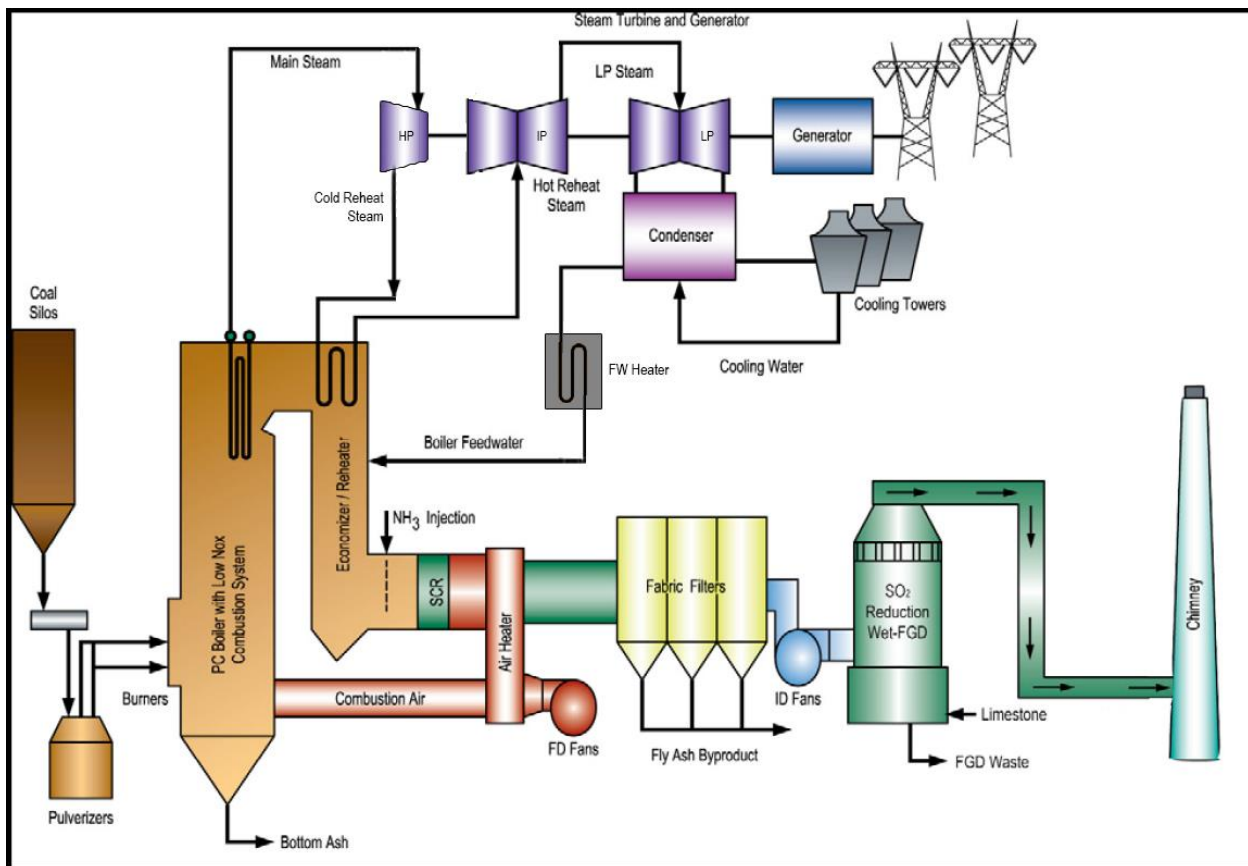 Steam Turbine and Generator
Main Steam
LP Steam
HP
IP
LP
Generator
Cold Reheat
Steam
Hot Reheat
Steam
Condenser
Coal
Silos
Cooling Towers
FW Heater
Cooling Water
Boiler Feedwater
Economizer / Reheater
NH3 Injection
PC Boiler with Low Nox
Combustion System
SCR
Air Heater
Fabric Filters
SO2
Reduction
Wet-FGD
Chimney
Burners
Combustion Air
FD Fans
ID Fans
Limestone
Fly Ash Byproduct
FGD Waste
Pulverizers
Bottom Ash